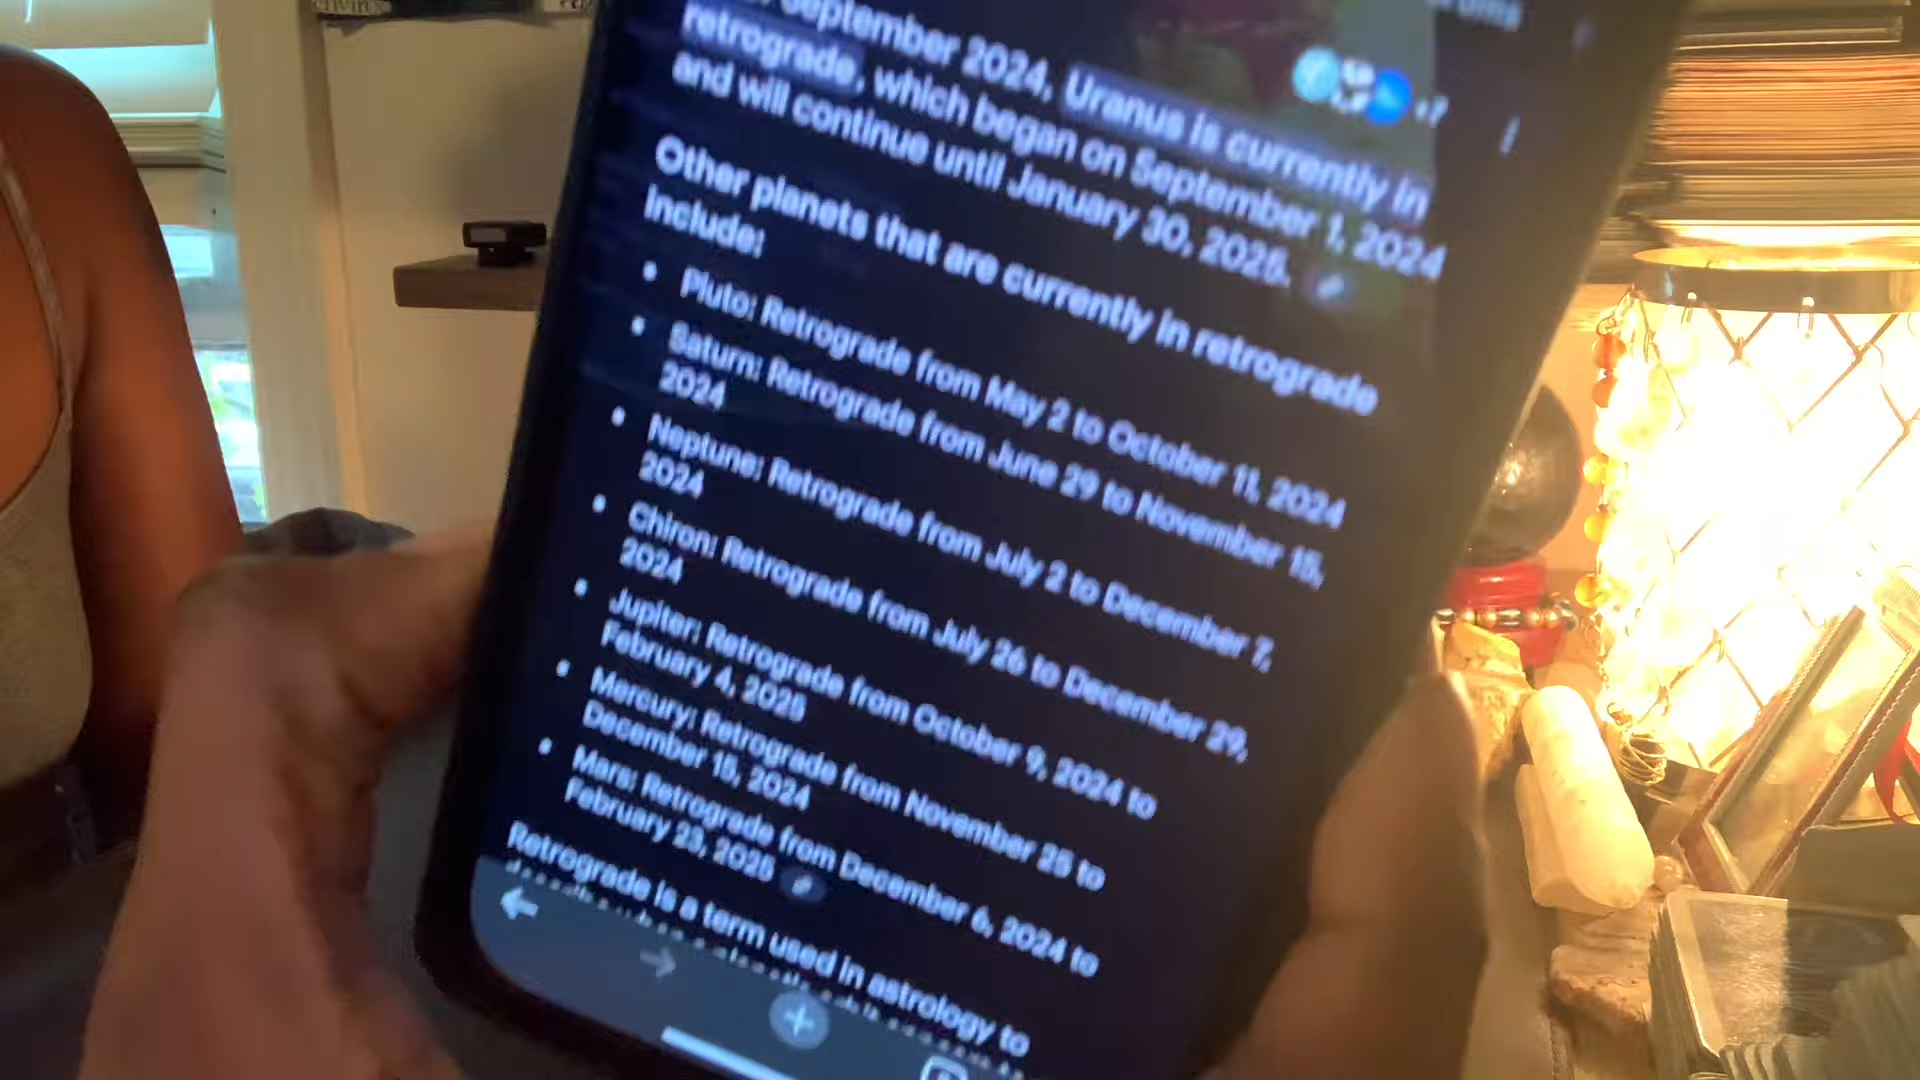 September 2024, Uranus is currently in
retrograde, which began on September 1, 2024
and will continue until January 30, 2025.
+7
Other planets that are currently in retrograde
include:
• Pluto: Retrograde from May 2 to October 11, 2024
• Saturn: Retrograde from June 29 to November 15,
2024
• Neptune: Retrograde from July 2 to December 7,
2024
• Chiron: Retrograde from July 26 to December 29,
2024
• Jupiter: Retrograde from October 9, 2024 to
February 4, 2025
• Mercury: Retrograde from November 25 to
December 15, 2024
• Mars: Retrograde from December 6, 2024 to
February 23, 2025
Retrograde is a term used in astrology to